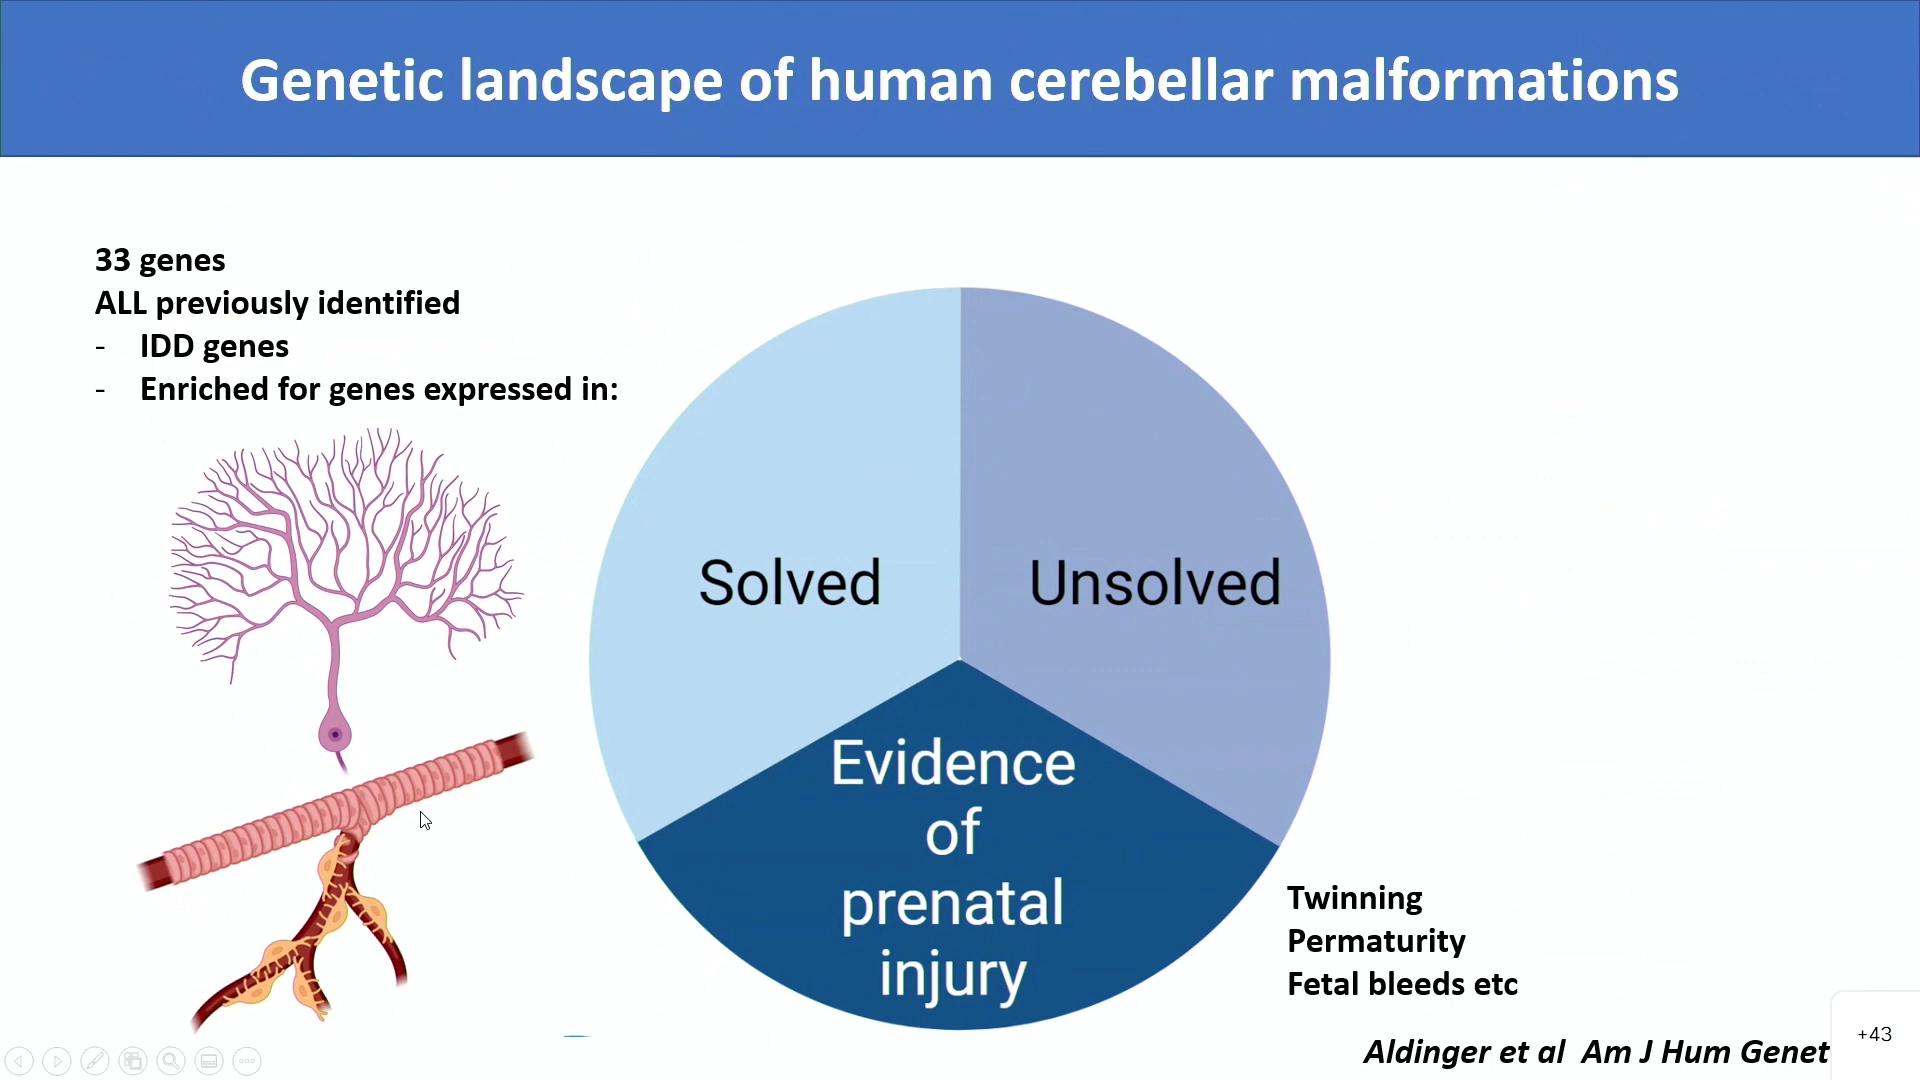 Genetic landscape of human cerebellar malformations
33 genes
ALL previously identified
- IDD genes
- Enriched for genes expressed in:
Solved
Unsolved
Evidence
of
prenatal
injury
Twinning
Permaturity
Fetal bleeds etc
Aldinger et al Am J Hum Genet
+43